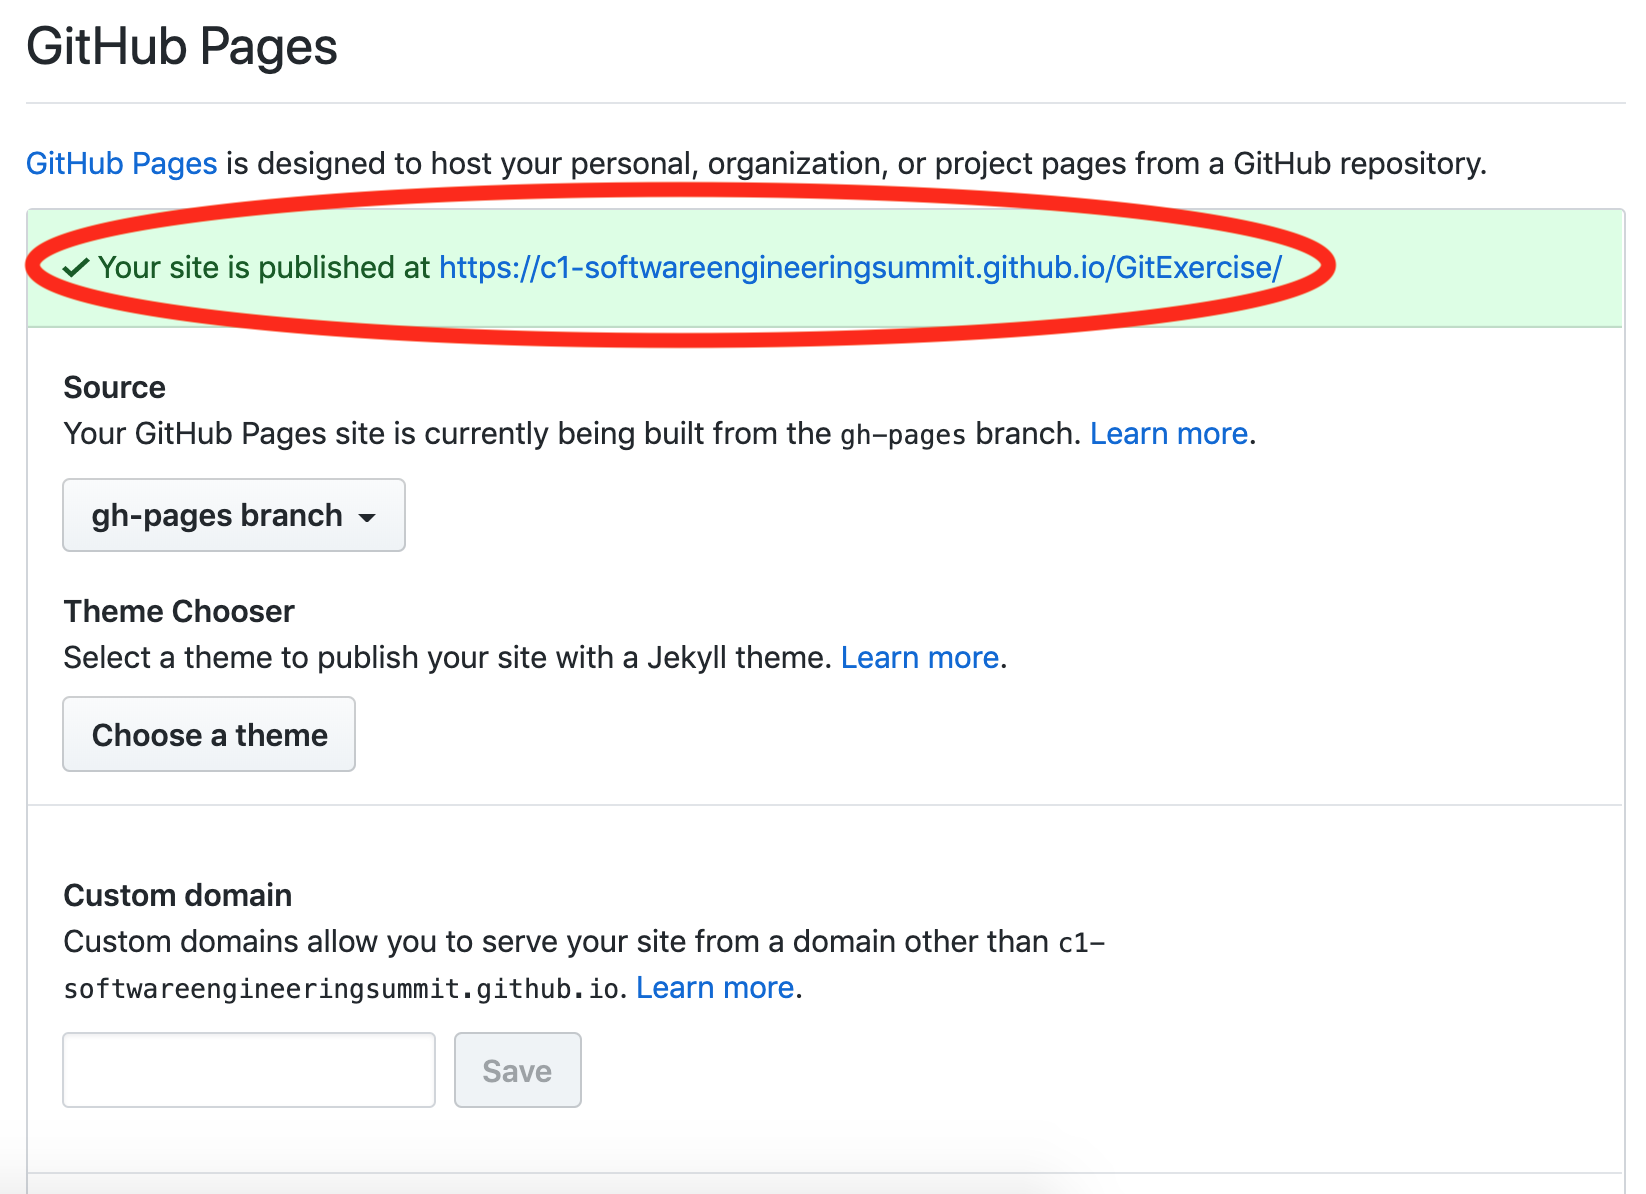 GitHub Pages
GitHub Pages is designed to host your personal, organization, or project pages from a GitHub repository.
Your site is published at https://c1-softwareengineeringsummit.github.io/GitExercise/
Source
Your GitHub Pages site is currently being built from the gh-pages branch. Learn more.
gh-pages branch
Theme Chooser
Select a theme to publish your site with a Jekyll theme. Learn more.
Choose a theme
Custom domain
Custom domains allow you to serve your site from a domain other than c1-
softwareengineeringsummit.github.io. Learn more.
Save